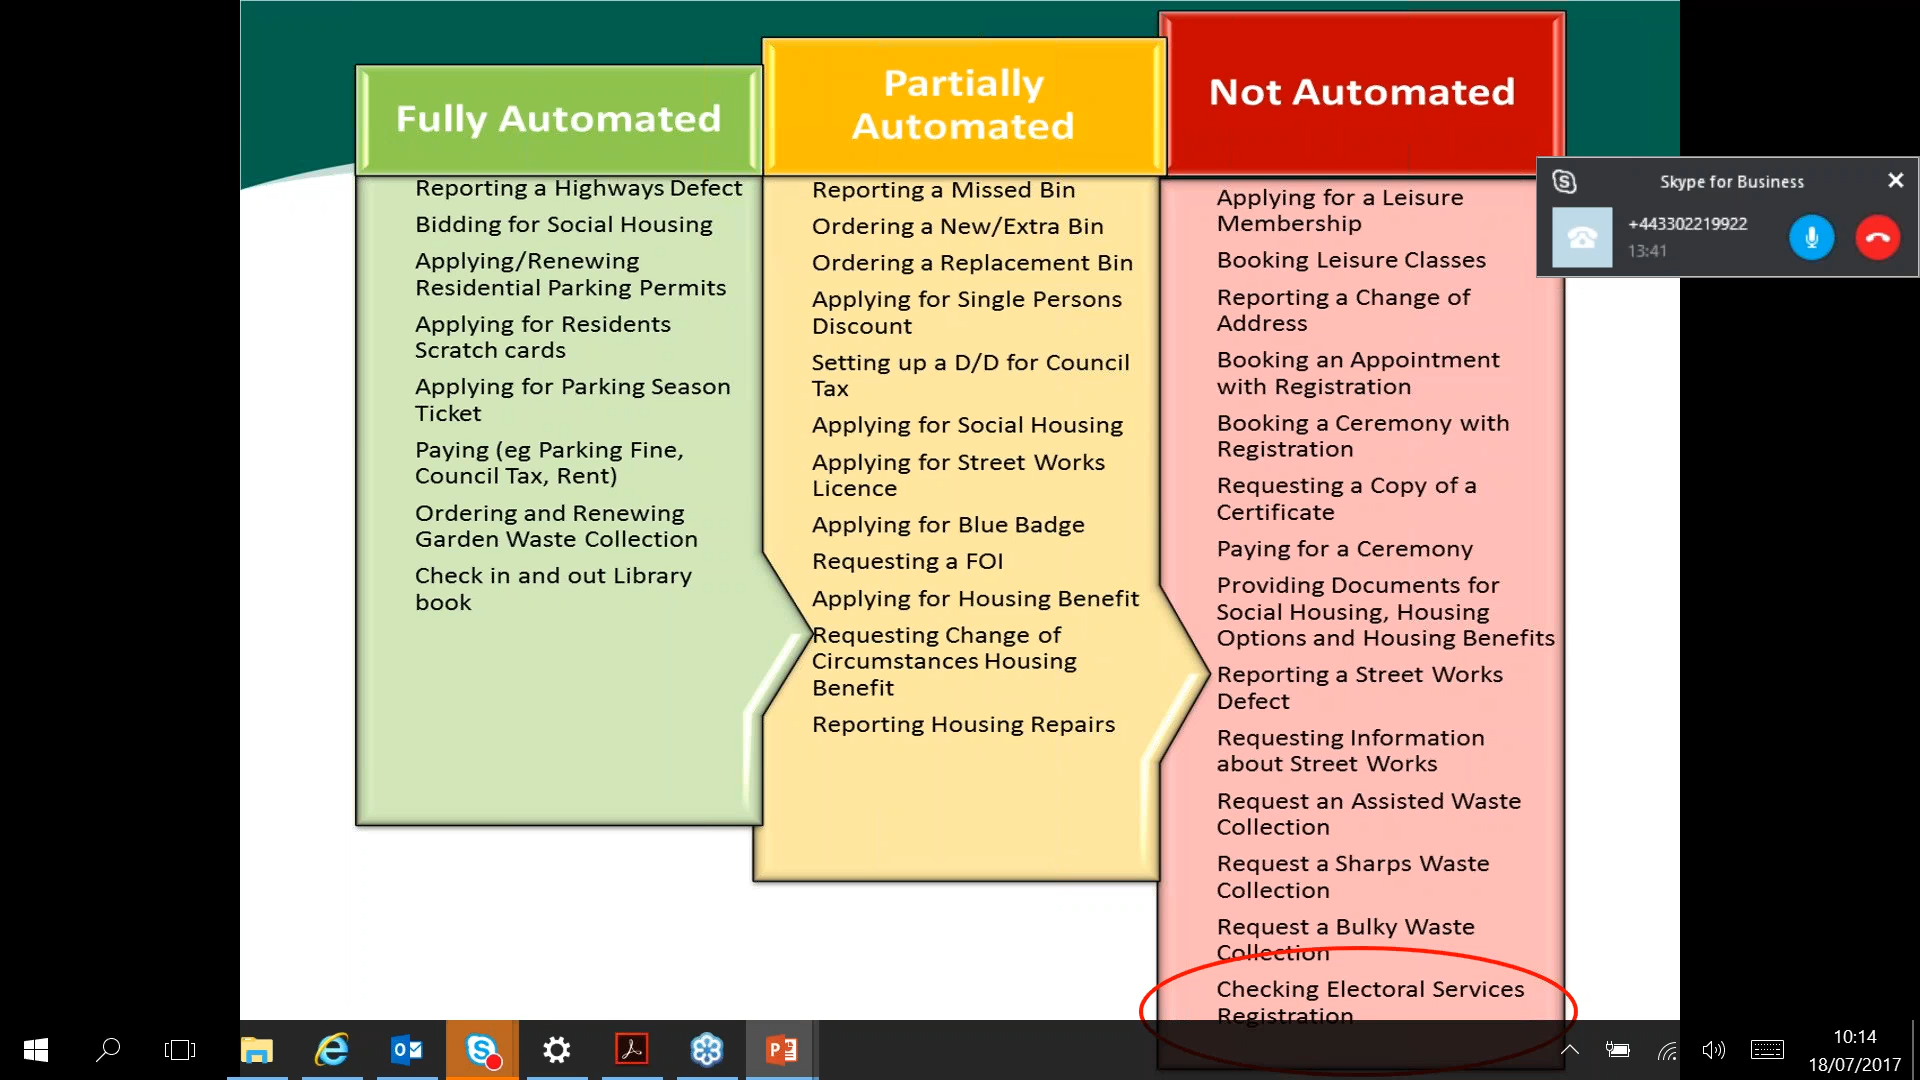 Fully Automated
Reporting a Highways Defect
Bidding for Social Housing
Applying/Renewing
Residential Parking Permits
Applying for Residents
Scratch cards
Applying for Parking Season
Ticket
Paying (eg Parking Fine,
Council Tax, Rent)
Ordering and Renewing
Garden Waste Collection
Check in and out Library
book
Partially
Automated
Reporting a Missed Bin
Ordering a New/Extra Bin
Ordering a Replacement Bin
Applying for Single Persons
Discount
Setting up a D/D for Council
Tax
Applying for Social Housing
Applying for Street Works
Licence
Applying for Blue Badge
Requesting a FOI
Applying for Housing Benefit
Requesting Change of
Circumstances Housing
Benefit
Reporting Housing Repairs
Not Automated
Applying for a Leisure
Membership
Booking Leisure Classes
Reporting a Change of
Address
Booking an Appointment
with Registration
Booking a Ceremony with
Registration
Requesting a Copy of a
Certificate
Paying for a Ceremony
Providing Documents for
Social Housing, Housing
Options and Housing Benefits
Reporting a Street Works
Defect
Requesting Information
about Street Works
Request an Assisted Waste
Collection
Request a Sharps Waste
Collection
Request a Bulky Waste
Collection
Checking Electoral Services
Registration
Skype for Business
+443302219922
13:41
10:14
18/07/2017